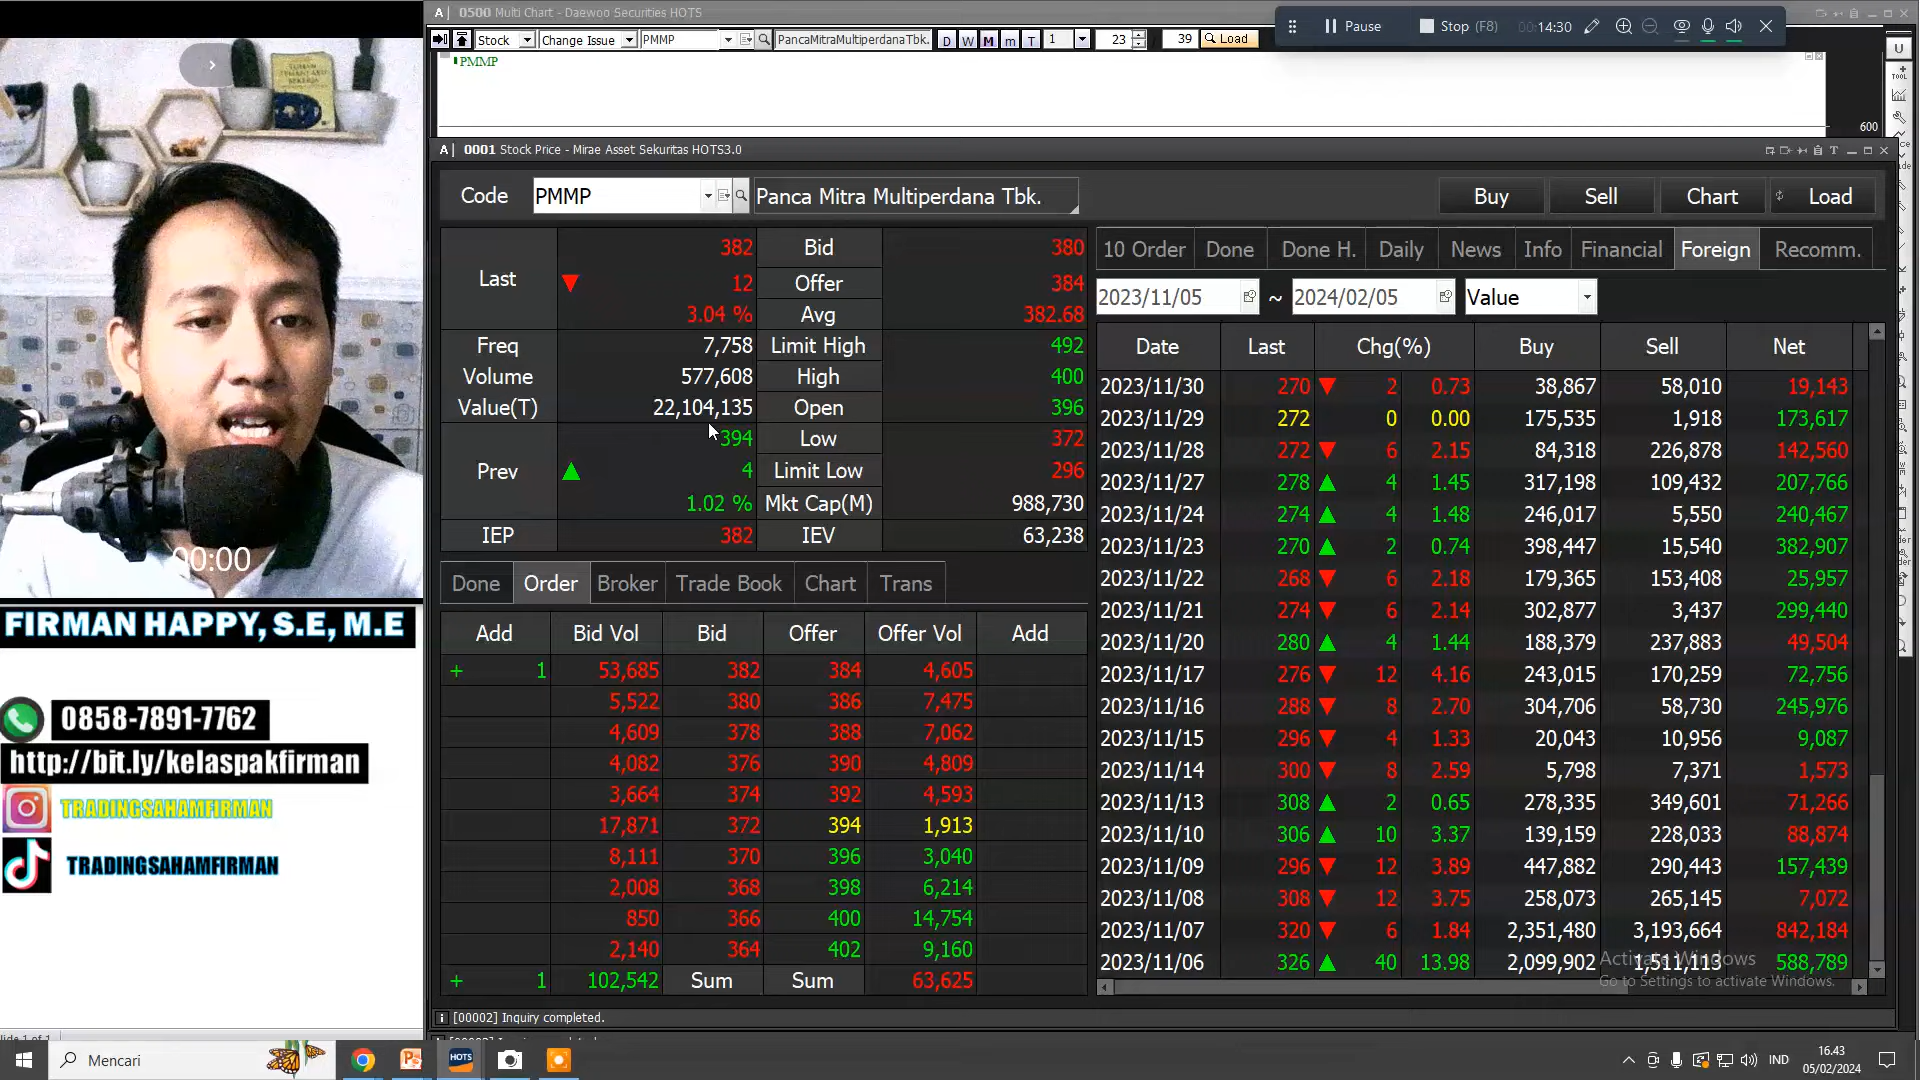 0500 Multi Chart - Daewoo Securities HOTS
Pause Stop (F8) 00:14:30
Stock Change Issue PMMP PancaMitraMultiperdanaTbk. D W M m T 1 23 39 Load
PMMP
600
0001 Stock Price - Mirae Asset Sekuritas HOTS3.0
Code PMMP Panca Mitra Multiperdana Tbk. Buy Sell Chart Load
Last 382 Bid 380
12 Offer 384
3.04 % Avg 382.68
Freq 7,758 Limit High 492
Volume 577,608 High 400
Value(T) 22,104,135 Open 396
Prev 394 Low 372
4 Limit Low 296
1.02 % Mkt Cap(M) 988,730
IEP 382 IEV 63,238
Done Order Broker Trade Book Chart Trans
Add Bid Vol Bid Offer Offer Vol Add
+ 1 53,685 382 384 4,605
5,522 380 386 7,475
4,609 378 388 7,062
4,082 376 390 4,809
3,664 374 392 4,593
17,871 372 394 1,913
8,111 370 396 3,040
2,008 368 398 6,214
850 366 400 14,754
2,140 364 402 9,160
+ 1 102,542 Sum Sum 63,625
10 Order Done Done H. Daily News Info Financial Foreign Recomm.
2023/11/05 ~ 2024/02/05 Value
Date Last Chg(%) Buy Sell Net
2023/11/30 270 2 0.73 38,867 58,010 19,143
2023/11/29 272 0 0.00 175,535 1,918 173,617
2023/11/28 272 6 2.15 84,318 226,878 142,560
2023/11/27 278 4 1.45 317,198 109,432 207,766
2023/11/24 274 4 1.48 246,017 5,550 240,467
2023/11/23 270 2 0.74 398,447 15,540 382,907
2023/11/22 268 6 2.18 179,365 153,408 25,957
2023/11/21 274 6 2.14 302,877 3,437 299,440
2023/11/20 280 4 1.44 188,379 237,883 49,504
2023/11/17 276 12 4.16 243,015 170,259 72,756
2023/11/16 288 8 2.70 304,706 58,730 245,976
2023/11/15 296 4 1.33 20,043 10,956 9,087
2023/11/14 300 8 2.59 5,798 7,371 1,573
2023/11/13 308 2 0.65 278,335 349,601 71,266
2023/11/10 306 10 3.37 139,159 228,033 88,874
2023/11/09 296 12 3.89 447,882 290,443 157,439
2023/11/08 308 12 3.75 258,073 265,145 7,072
2023/11/07 320 6 1.84 2,351,480 3,193,664 842,184
2023/11/06 326 40 13.98 2,099,902 1,511,113 588,789
Activate Windows
Go to Settings to activate Windows.
[00002] Inquiry completed.
00:00
FIRMAN HAPPY, S.E, M.E
0858-7891-7762
http://bit.ly/kelaspakfirman
TRADINGSAHAMFIRMAN
TRADINGSAHAMFIRMAN
Mencari
HOTS
IND
16.43
05/02/2024